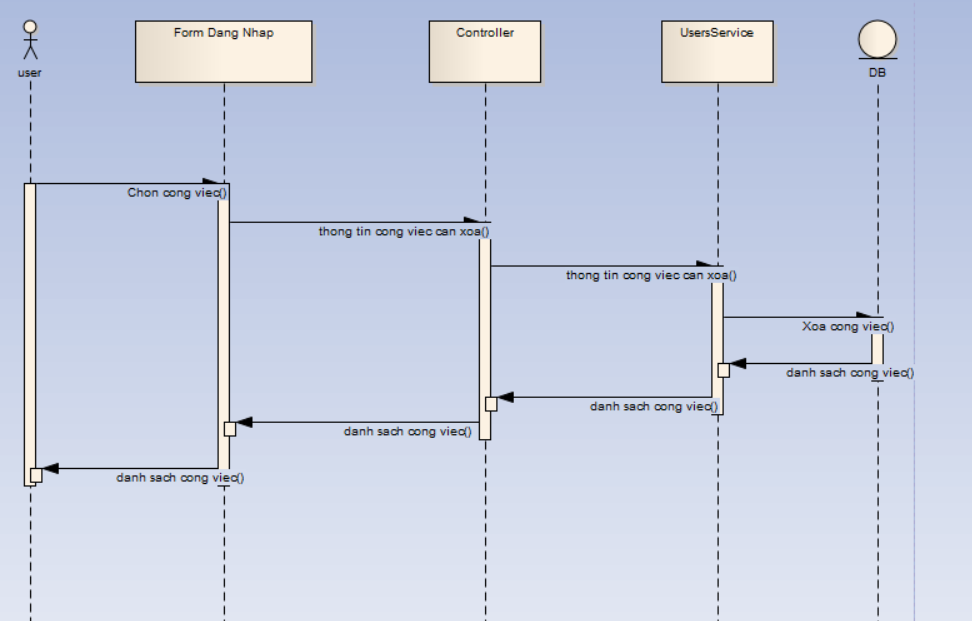 Form Dang Nhap
Controller
UsersService
user
DB
Chon cong viec()
thong tin cong viec can xoa()
thong tin cong viec can xoa()
Xoa cong viec()
danh sach cong viec()
danh sach cong viec()
danh sach cong viec()
danh sach cong viec()